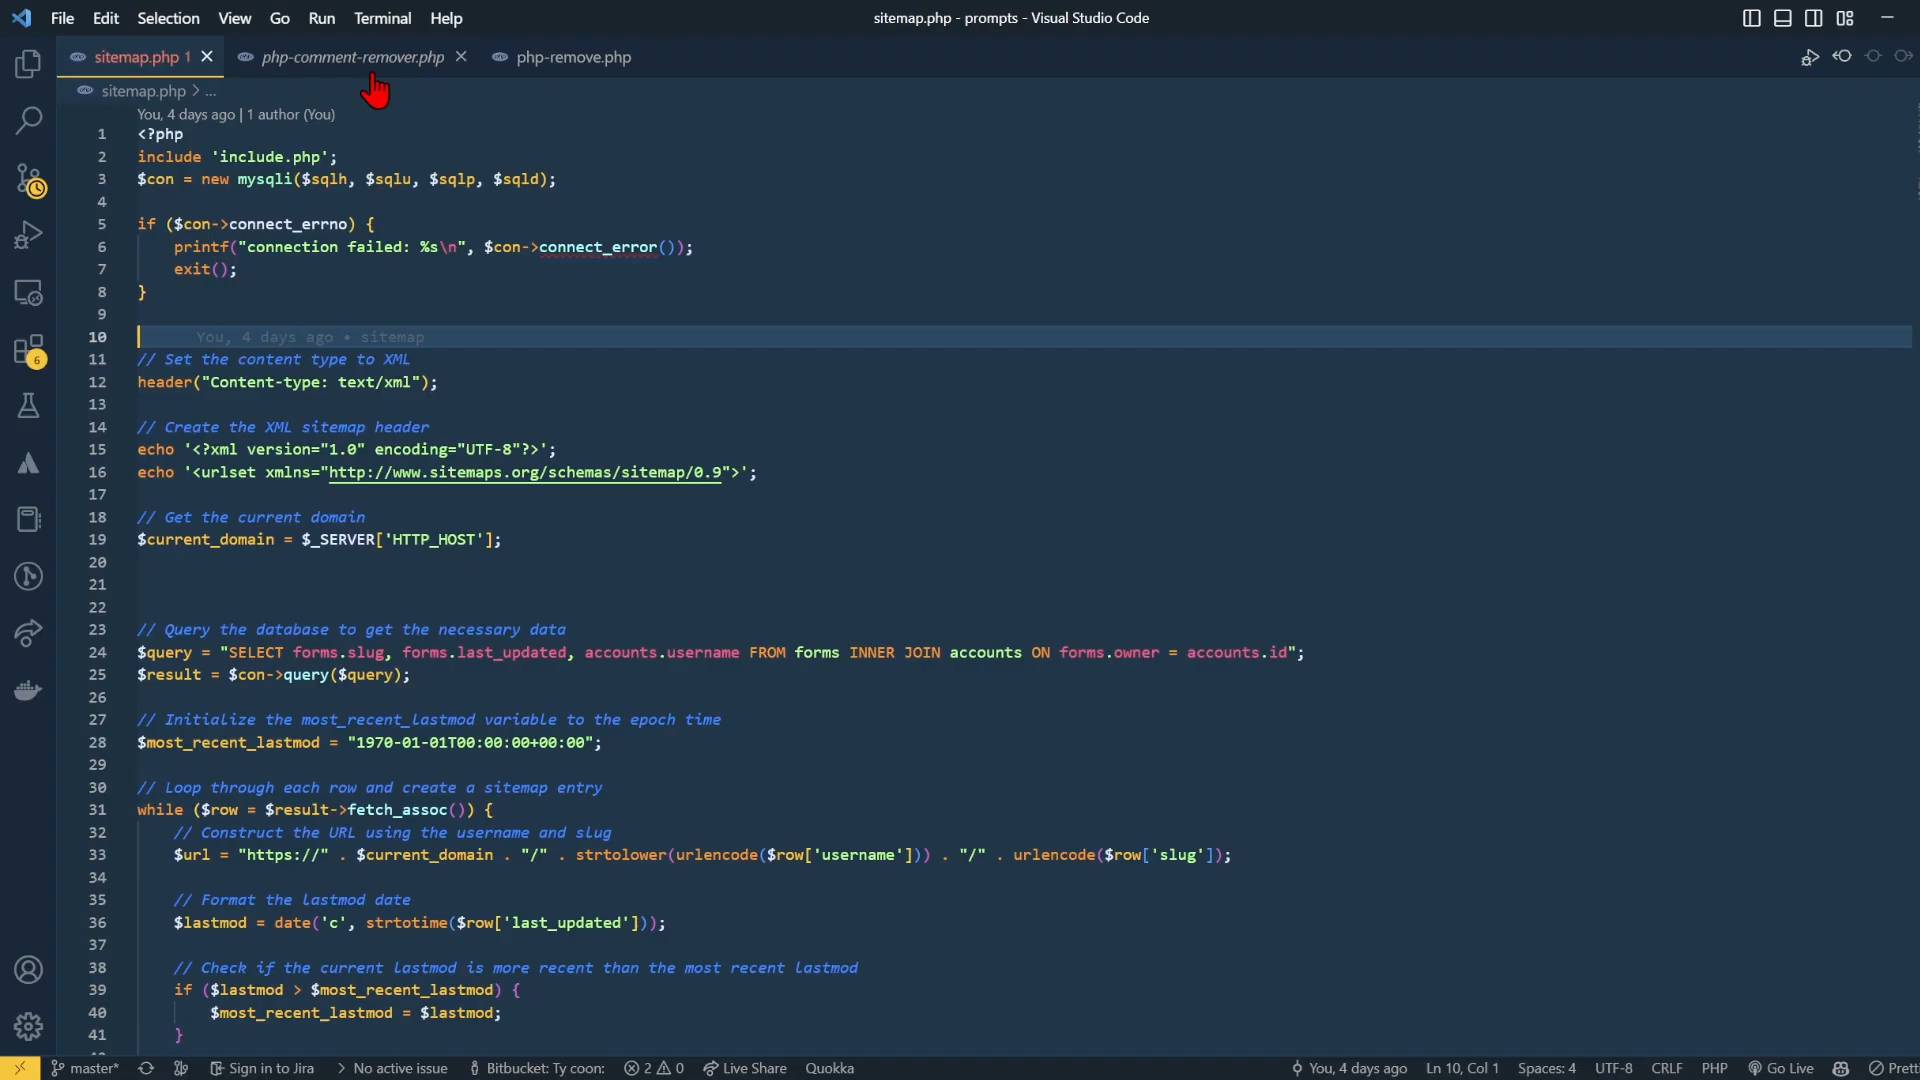 File Edit Selection View Go Run Terminal Help
sitemap.php - prompts - Visual Studio Code
sitemap.php 1
php-comment-remover.php
php-remove.php
sitemap.php > ...
You, 4 days ago | 1 author (You)
1 <?php
2 include 'include.php';
3 $con = new mysqli($sqlh, $sqlu, $sqlp, $sqld);
4
5 if ($con->connect_errno) {
6 printf("connection failed: %s\n", $con->connect_error());
7 exit();
8 }
9
10 You, 4 days ago • sitemap
11 // Set the content type to XML
12 header("Content-type: text/xml");
13
14 // Create the XML sitemap header
15 echo '<?xml version="1.0" encoding="UTF-8"?>';
16 echo '<urlset xmlns="http://www.sitemaps.org/schemas/sitemap/0.9">';
17
18 // Get the current domain
19 $current_domain = $_SERVER['HTTP_HOST'];
20
21
22
23 // Query the database to get the necessary data
24 $query = "SELECT forms.slug, forms.last_updated, accounts.username FROM forms INNER JOIN accounts ON forms.owner = accounts.id";
25 $result = $con->query($query);
26
27 // Initialize the most_recent_lastmod variable to the epoch time
28 $most_recent_lastmod = "1970-01-01T00:00:00+00:00";
29
30 // Loop through each row and create a sitemap entry
31 while ($row = $result->fetch_assoc()) {
32 // Construct the URL using the username and slug
33 $url = "https://" . $current_domain . "/" . strtolower(urlencode($row['username'])) . "/" . urlencode($row['slug']);
34
35 // Format the lastmod date
36 $lastmod = date('c', strtotime($row['last_updated']));
37
38 // Check if the current lastmod is more recent than the most recent lastmod
39 if ($lastmod > $most_recent_lastmod) {
40 $most_recent_lastmod = $lastmod;
41 }
6
master* Sign in to Jira > No active issue Bitbucket: Ty coon: 2 0 Live Share Quokka You, 4 days ago Ln 10, Col 1 Spaces: 4 UTF-8 CRLF PHP Go Live Pretti